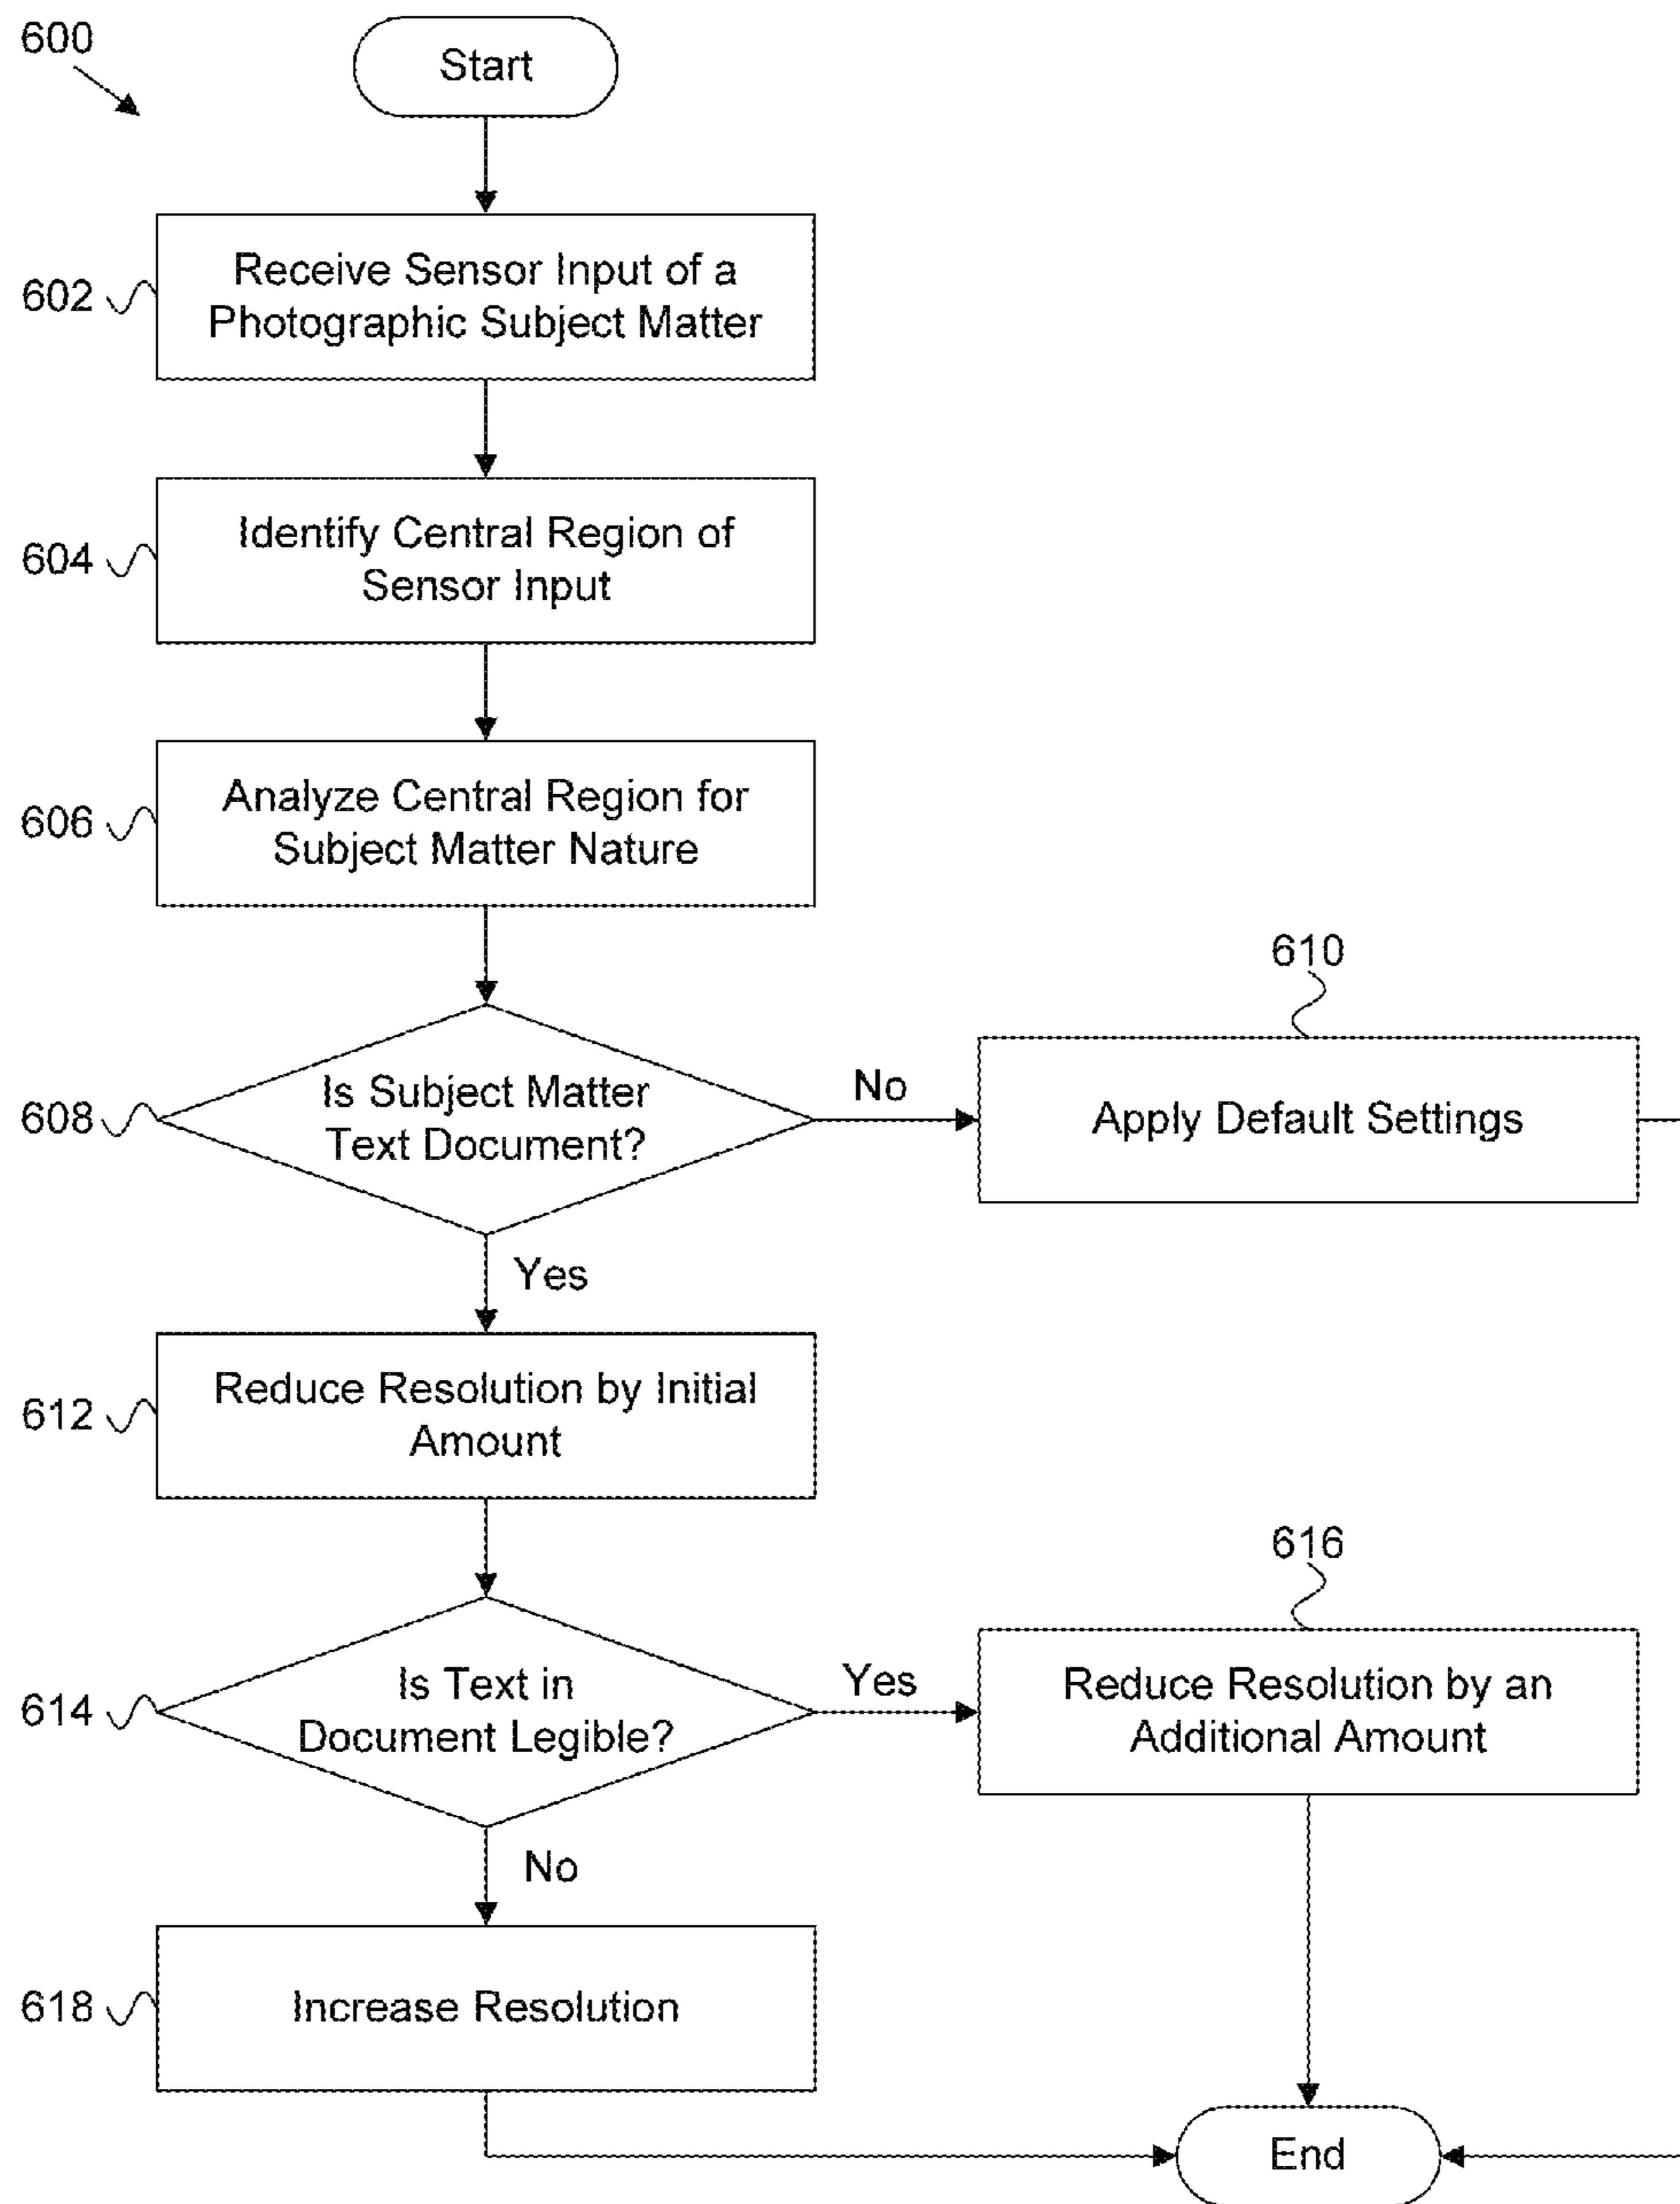 600
Start
602
Receive Sensor Input of a
Photographic Subject Matter
604
Identify Central Region of
Sensor Input
606
Analyze Central Region for
Subject Matter Nature
608
Is Subject Matter
Text Document?
No
610
Apply Default Settings
Yes
612
Reduce Resolution by Initial
Amount
614
Is Text in
Document Legible?
Yes
616
Reduce Resolution by an
Additional Amount
No
618
Increase Resolution
End